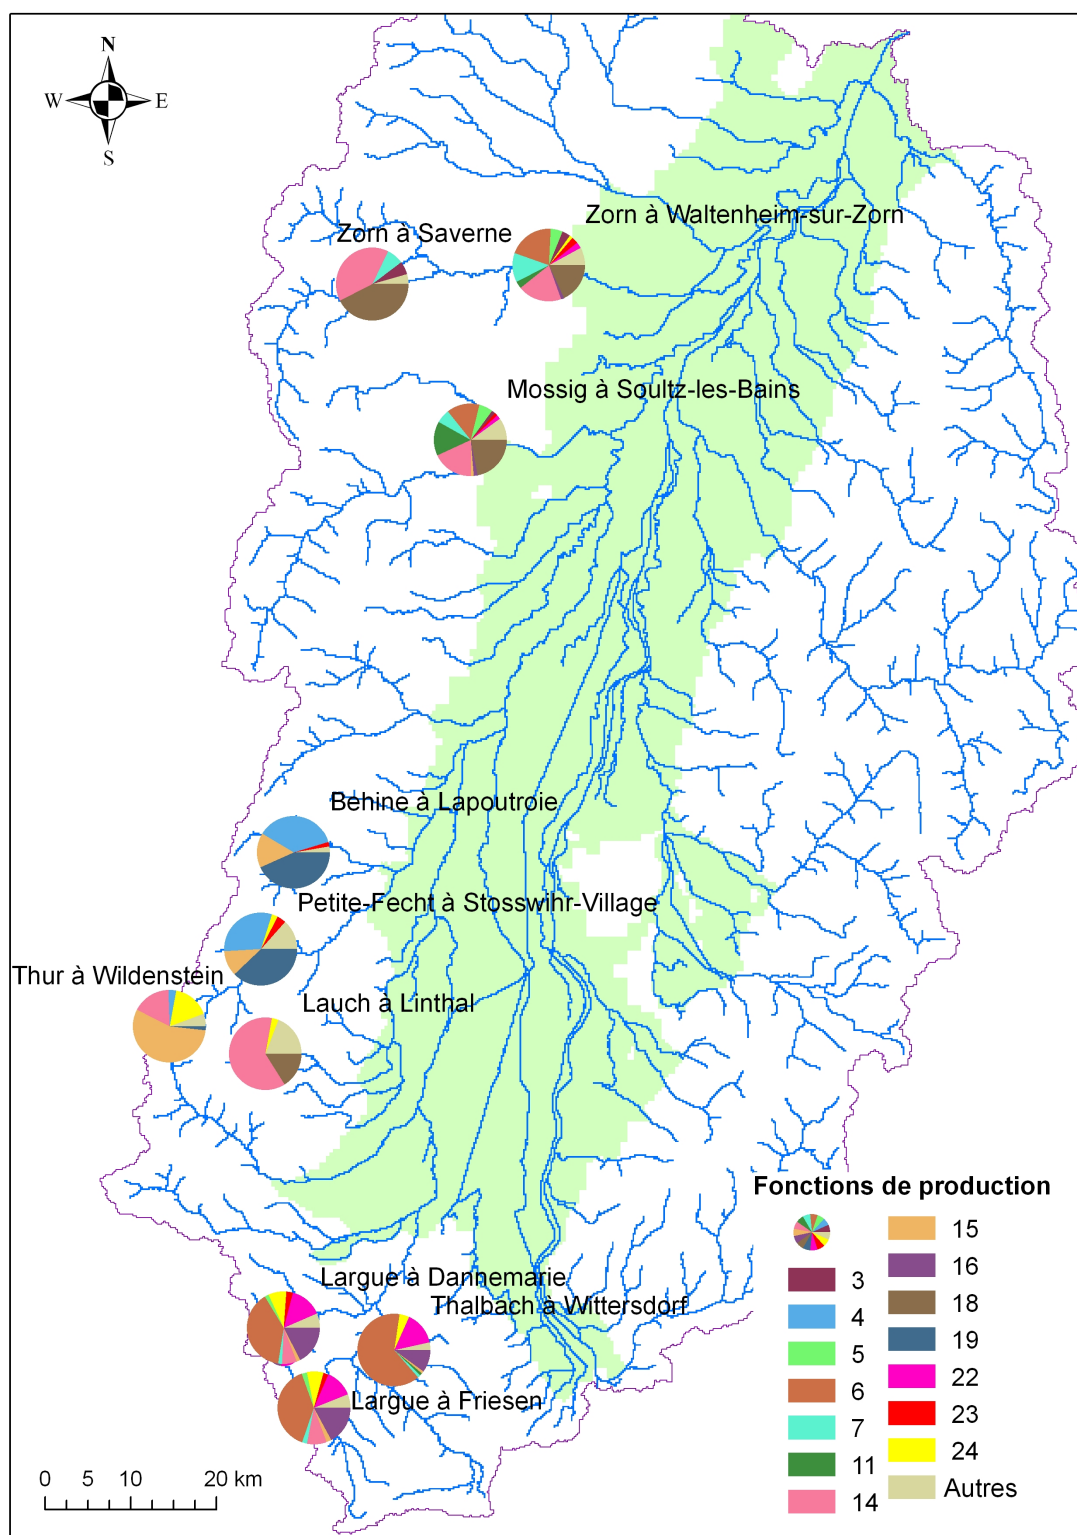 N
W E
S
Zorn à Waltenheim-sur-Zorn
Zorn à Saverne
Mossig à Soultz-les-Bains
Behine à Lapoutroie
Petite-Fecht à Stosswihr-Village
Thur à Wildenstein
Lauch à Linthal
Largue à Dannemarie
Thalbach à Wittersdorf
Largue à Friesen
Fonctions de production
3
4
5
6
7
11
14
15
16
18
19
22
23
24
Autres
0 5 10 20 km